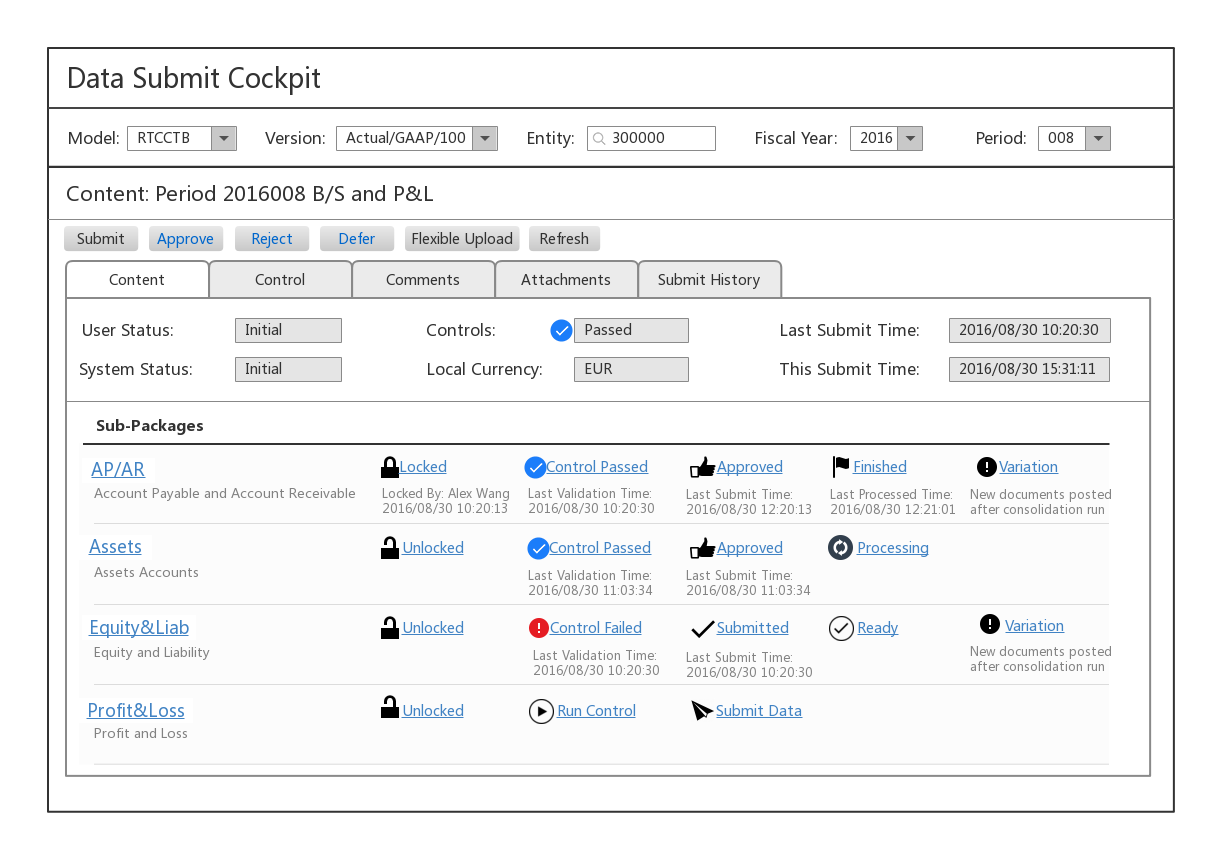 Data Submit Cockpit
Model: RTCCTB Version: Actual/GAAP/100 Entity: 300000 Fiscal Year: 2016 Period: 008
Content: Period 2016008 B/S and P&L
Submit Approve Reject Defer Flexible Upload Refresh
Content Control Comments Attachments Submit History
User Status: Initial Controls: Passed Last Submit Time: 2016/08/30 10:20:30
System Status: Initial Local Currency: EUR This Submit Time: 2016/08/30 15:31:11
Sub-Packages
AP/AR Locked Control Passed Approved Finished Variation
Account Payable and Account Receivable Locked By: Alex Wang Last Validation Time: Last Submit Time: Last Processed Time: New documents posted
2016/08/30 10:20:13 2016/08/30 10:20:30 2016/08/30 12:20:13 2016/08/30 12:21:01 after consolidation run
Assets Unlocked Control Passed Approved Processing
Assets Accounts Last Validation Time: Last Submit Time:
2016/08/30 11:03:34 2016/08/30 11:03:34
Equity&Liab Unlocked Control Failed Submitted Ready Variation
Equity and Liability Last Validation Time: Last Submit Time: New documents posted
2016/08/30 10:20:30 2016/08/30 10:20:30 after consolidation run
Profit&Loss Unlocked Run Control Submit Data
Profit and Loss